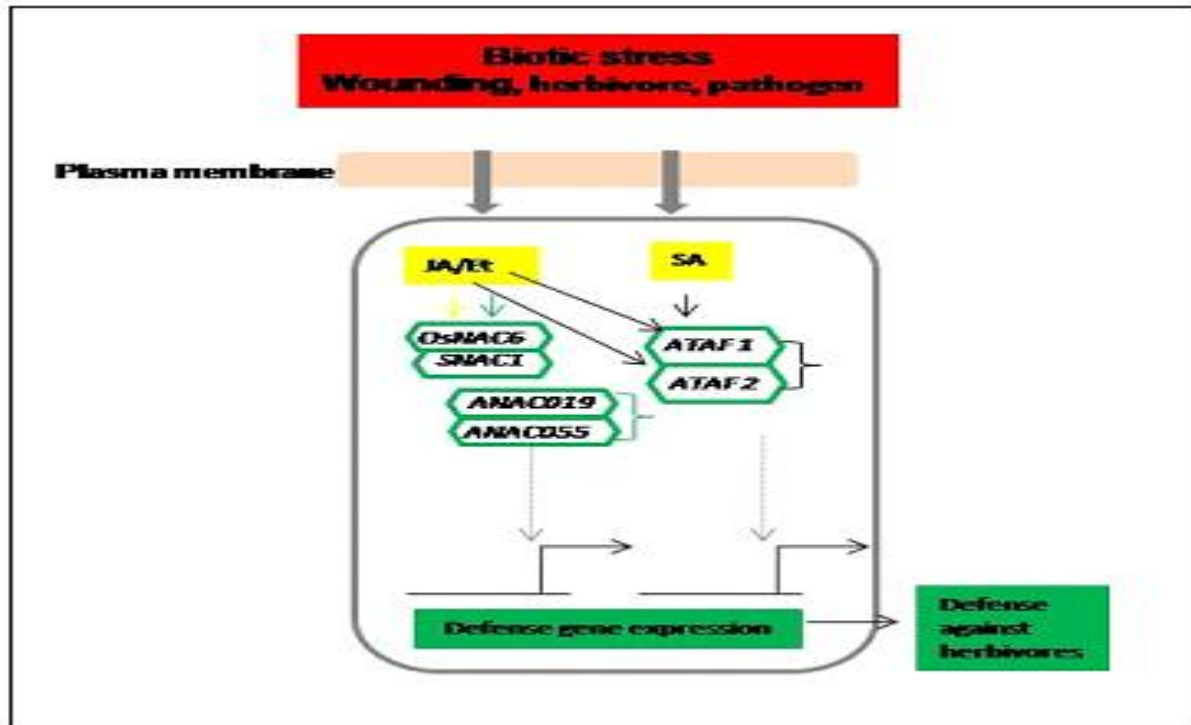 Biotic stress
Wounding, herbivore, pathogen
Plasma membrane
JA/Et
SA
OsNAC6
SNAC1
ATAF1
ATAF2
ANAC019
ANAC055
Defense gene expression
Defense
against
herbivores